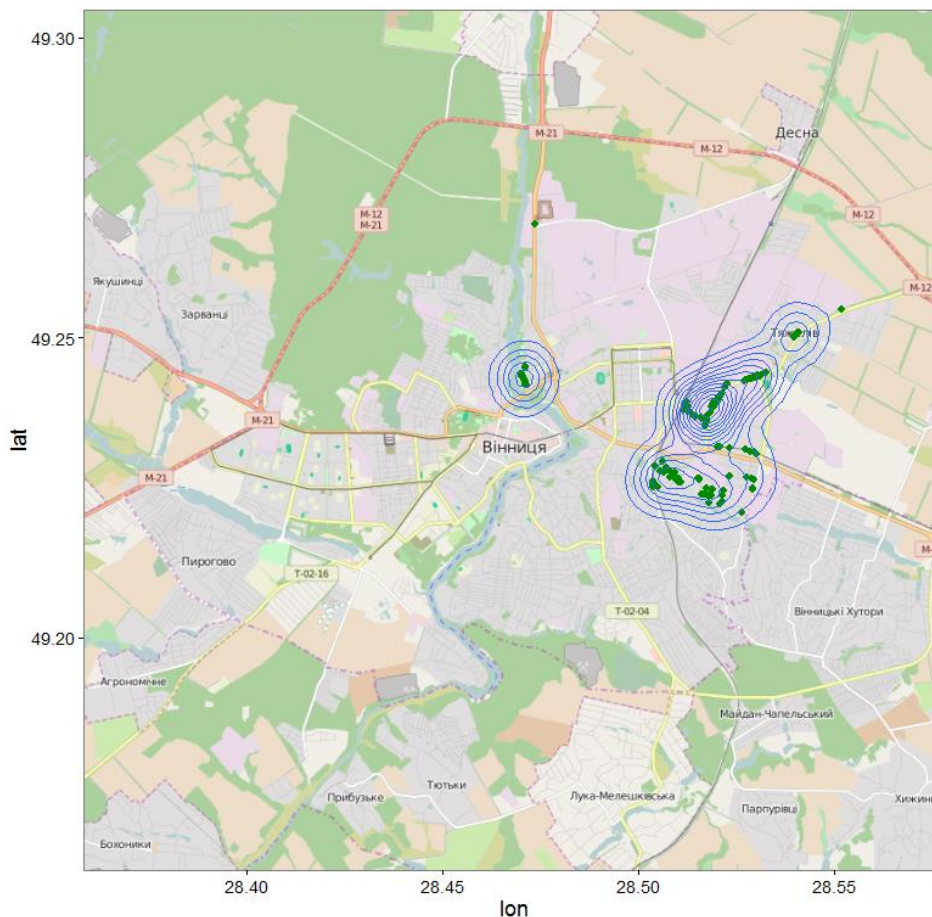 49.30
Десна
M-21
M-12
M-12
M-21
M-12
Якушинці
M-12
Зарванці
49.25
Тяжилів
lat
M-21
Вінниця
M-21
Пирогово
T-02-16
T-02-04
Вінницькі Хутори
49.20
Агрономічне
Майдан-Чапельський
Тютьки
Прибузьке
Лука-Мелешківська
Парпурівці
Бохоники
28.40
28.45
28.50
28.55
lon